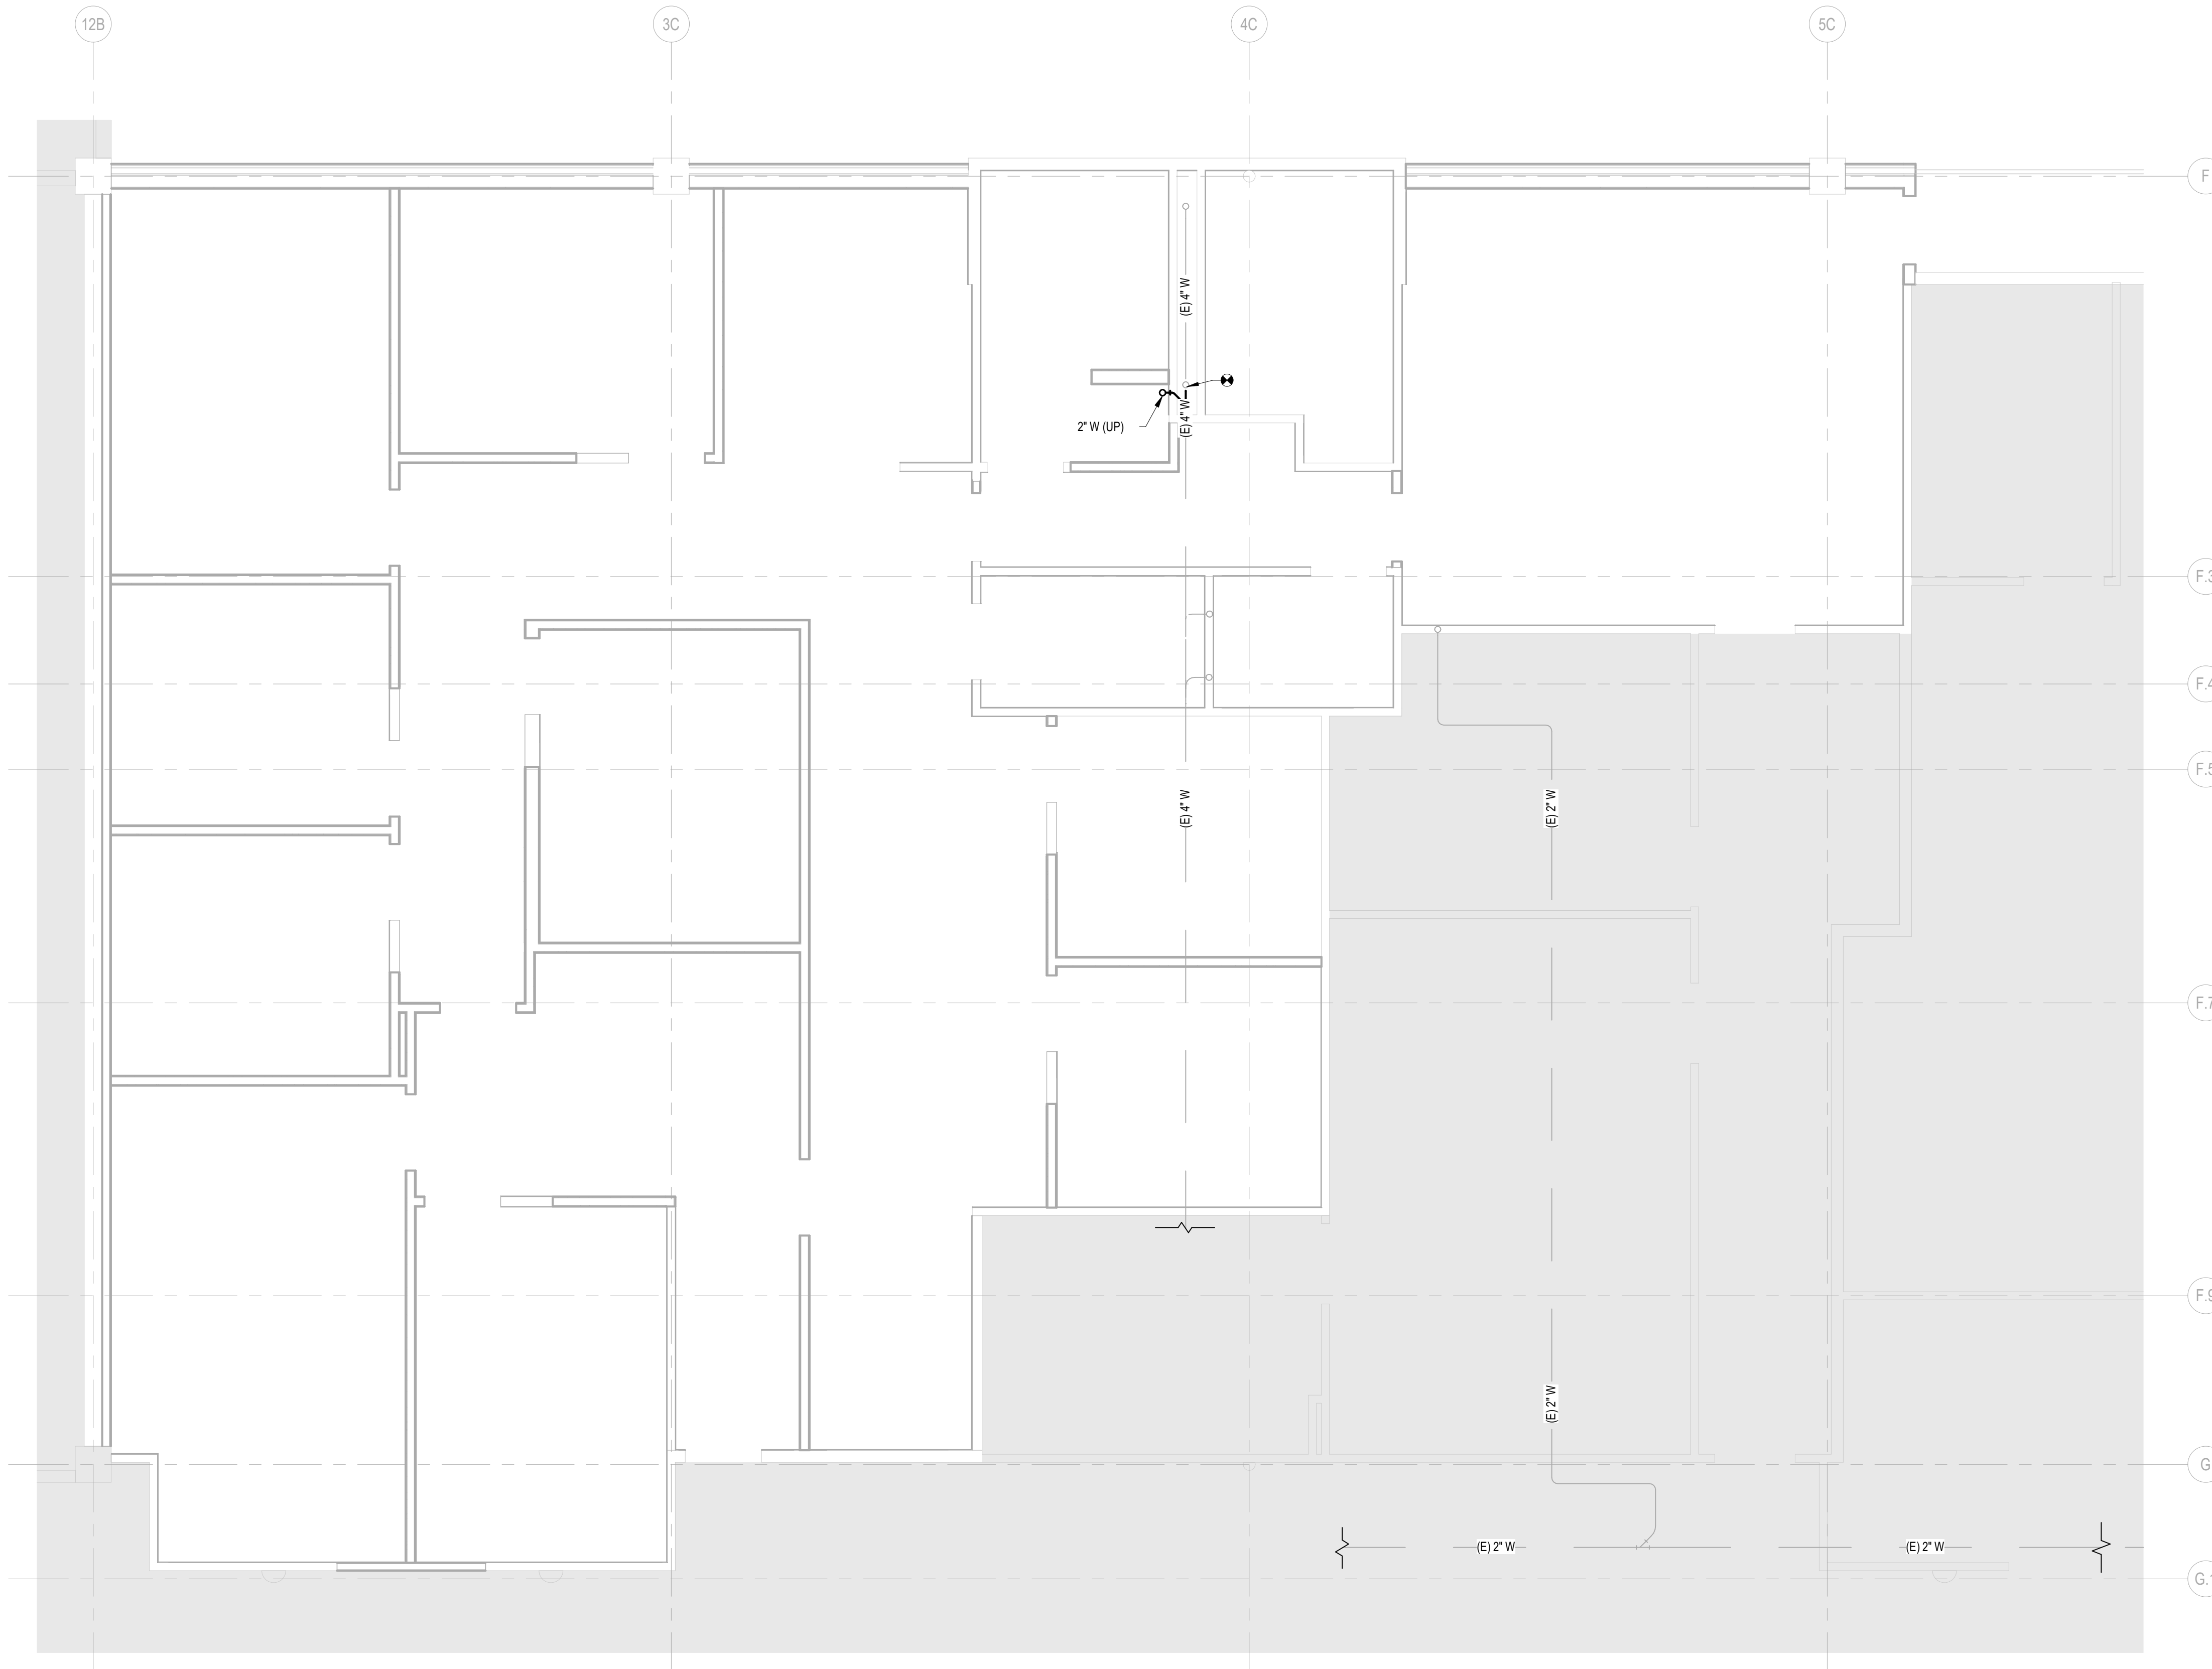 12B
3C
4C
5C
F
(E) 4" W
2" W (UP)
(E) 4" W
F.3
F.4
F.5
(E) 4" W
(E) 2" W
F.7
F.9
(E) 2" W
G
(E) 2" W
(E) 2" W
G.